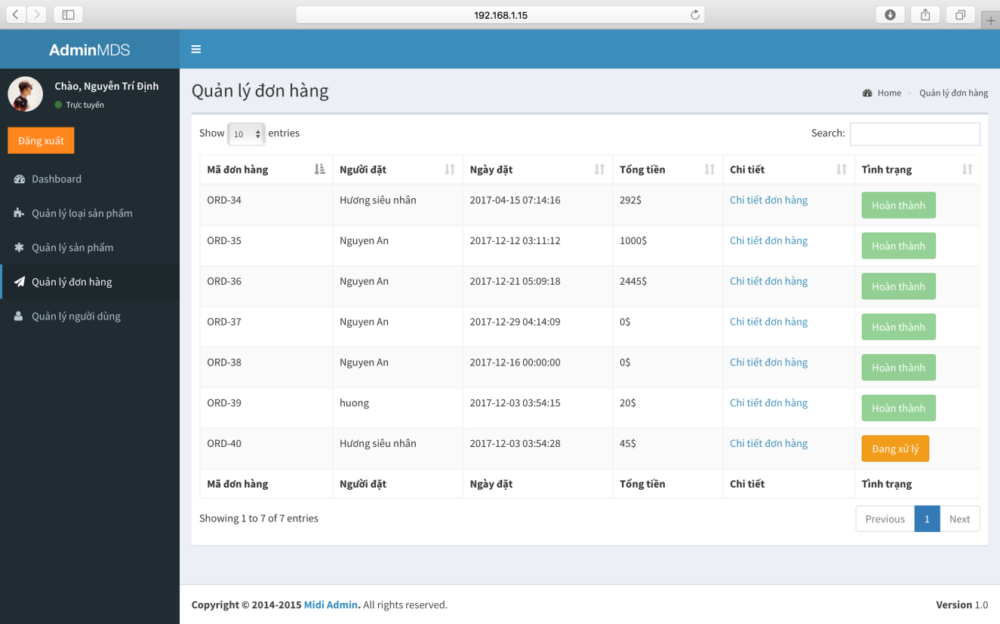 192.168.1.15
AdminMDS
Chào, Nguyễn Trí Định
Trực tuyến
Đăng xuất
Dashboard
Quản lý loại sản phẩm
Quản lý sản phẩm
Quản lý đơn hàng
Quản lý người dùng
Quản lý đơn hàng
Home > Quản lý đơn hàng
Show 10 entries Search:
Mã đơn hàng Người đặt Ngày đặt Tổng tiền Chi tiết Tình trạng
ORD-34 Hương siêu nhân 2017-04-15 07:14:16 292$ Chi tiết đơn hàng Hoàn thành
ORD-35 Nguyen An 2017-12-12 03:11:12 1000$ Chi tiết đơn hàng Hoàn thành
ORD-36 Nguyen An 2017-12-21 05:09:18 2445$ Chi tiết đơn hàng Hoàn thành
ORD-37 Nguyen An 2017-12-29 04:14:09 0$ Chi tiết đơn hàng Hoàn thành
ORD-38 Nguyen An 2017-12-16 00:00:00 0$ Chi tiết đơn hàng Hoàn thành
ORD-39 huong 2017-12-03 03:54:15 20$ Chi tiết đơn hàng Hoàn thành
ORD-40 Hương siêu nhân 2017-12-03 03:54:28 45$ Chi tiết đơn hàng Đang xử lý
Mã đơn hàng Người đặt Ngày đặt Tổng tiền Chi tiết Tình trạng
Showing 1 to 7 of 7 entries Previous 1 Next
Copyright © 2014-2015 Midi Admin. All rights reserved. Version 1.0